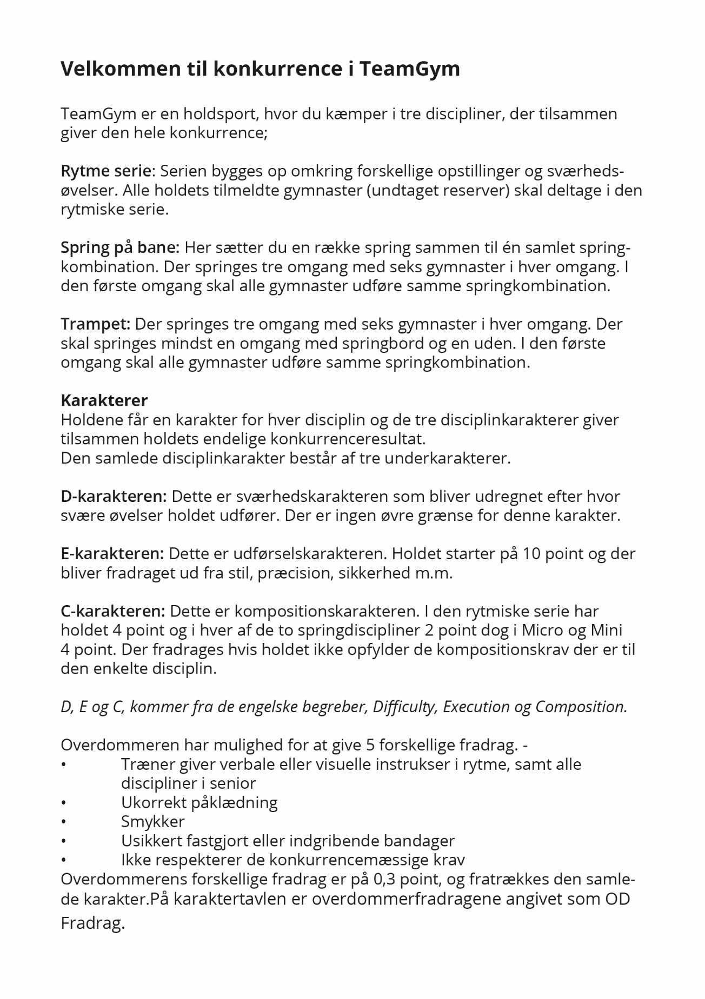 Velkommen til konkurrence i TeamGym
TeamGym er en holdsport, hvor du kæmper i tre discipliner, der tilsammen
giver den hele konkurrence;
Rytme serie: Serien bygges op omkring forskellige opstillinger og sværheds-
øvelser. Alle holdets tilmeldte gymnaster (undtaget reserver) skal deltage i den
rytmiske serie.
Spring på bane: Her sætter du en række spring sammen til én samlet spring-
kombination. Der springes tre omgang med seks gymnaster i hver omgang. I
den første omgang skal alle gymnaster udføre samme springkombination.
Trampet: Der springes tre omgang med seks gymnaster i hver omgang. Der
skal springes mindst en omgang med springbord og en uden. I den første
omgang skal alle gymnaster udføre samme springkombination.
Karakterer
Holdene får en karakter for hver disciplin og de tre disciplinkarakterer giver
tilsammen holdets endelige konkurrenceresultat.
Den samlede disciplinkarakter består af tre underkarakterer.
D-karakteren: Dette er sværhedskarakteren som bliver udregnet efter hvor
svære øvelser holdet udfører. Der er ingen øvre grænse for denne karakter.
E-karakteren: Dette er udførselskarakteren. Holdet starter på 10 point og der
bliver fradraget ud fra stil, præcision, sikkerhed m.m.
C-karakteren: Dette er kompositionskarakteren. I den rytmiske serie har
holdet 4 point og i hver af de to springdiscipliner 2 point dog i Micro og Mini
4 point. Der fradrages hvis holdet ikke opfylder de kompositionskrav der er til
den enkelte disciplin.
D, E og C, kommer fra de engelske begreber, Difficulty, Execution og Composition.
Overdommeren har mulighed for at give 5 forskellige fradrag. -
• Træner giver verbale eller visuelle instrukser i rytme, samt alle
discipliner i senior
• Ukorrekt påklædning
• Smykker
• Usikkert fastgjort eller indgribende bandager
• Ikke respekterer de konkurrencemæssige krav
Overdommerens forskellige fradrag er på 0,3 point, og fratrækkes den samle-
de karakter.På karaktertavlen er overdommerfradragene angivet som OD
Fradrag.